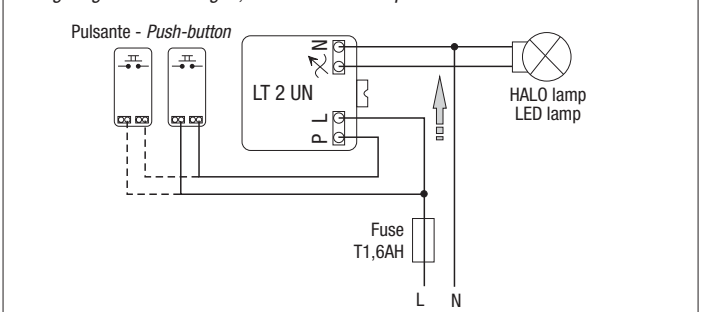 Pulsante - Push-button
N
LT 2 UN
L
P
HALO lamp
LED lamp
Fuse
T1,6AH
L N